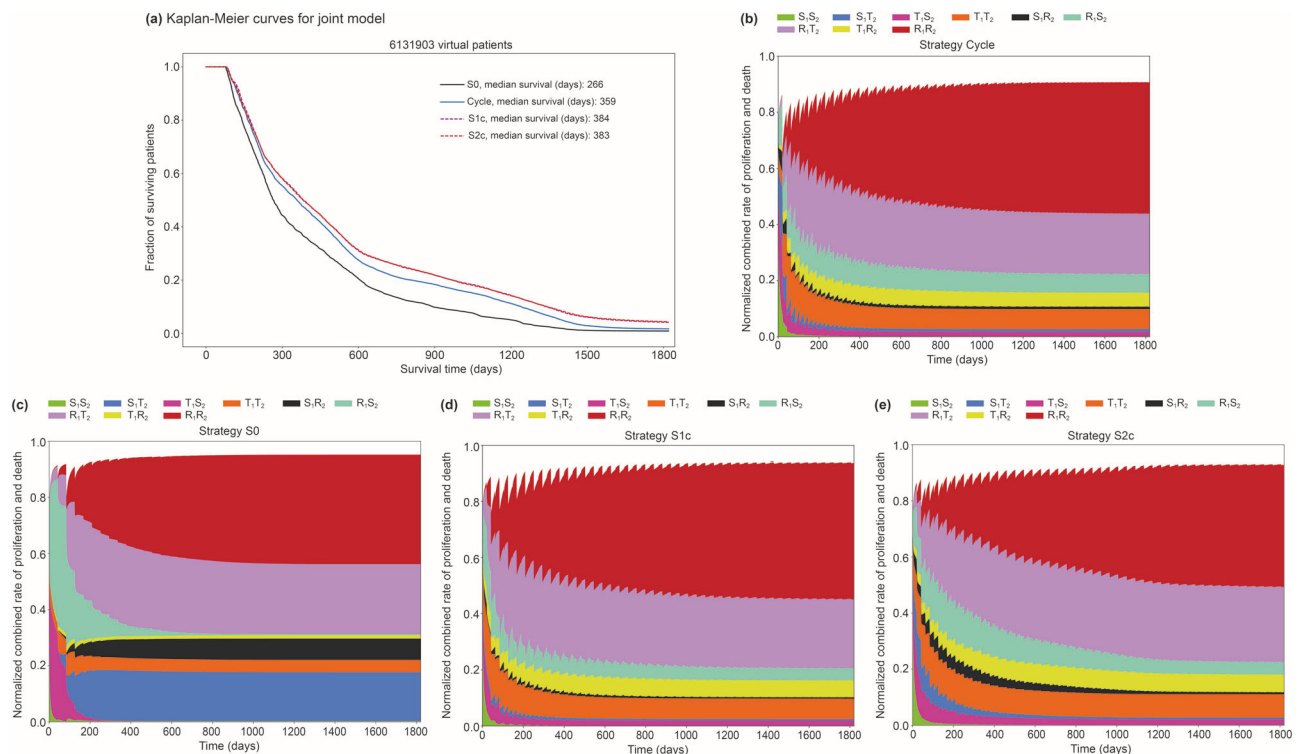 (a) Kaplan-Meier curves for joint model
6131903 virtual patients
Fraction of surviving patients
1.0
0.8
0.6
0.4
0.2
0.0
S0, median survival (days): 266
Cycle, median survival (days): 359
S1c, median survival (days): 384
S2c, median survival (days): 383
0 300 600 900 1200 1500 1800
Survival time (days)
(b)
S₁S₂ S₁T₂ T₁S₂ T₁T₂ S₁R₂ R₁S₂
R₁T₂ T₁R₂ R₁R₂
Strategy Cycle
Normalized combined rate of proliferation and death
1.0
0.8
0.6
0.4
0.2
0.0
0 200 400 600 800 1000 1200 1400 1600 1800
Time (days)
(c)
S₁S₂ S₁T₂ T₁S₂ T₁T₂ S₁R₂ R₁S₂
R₁T₂ T₁R₂ R₁R₂
Strategy S0
Normalized combined rate of proliferation and death
1.0
0.8
0.6
0.4
0.2
0.0
0 200 400 600 800 1000 1200 1400 1600 1800
Time (days)
(d)
S₁S₂ S₁T₂ T₁S₂ T₁T₂ S₁R₂ R₁S₂
R₁T₂ T₁R₂ R₁R₂
Strategy S1c
Normalized combined rate of proliferation and death
1.0
0.8
0.6
0.4
0.2
0.0
0 200 400 600 800 1000 1200 1400 1600 1800
Time (days)
(e)
S₁S₂ S₁T₂ T₁S₂ T₁T₂ S₁R₂ R₁S₂
R₁T₂ T₁R₂ R₁R₂
Strategy S2c
Normalized combined rate of proliferation and death
1.0
0.8
0.6
0.4
0.2
0.0
0 200 400 600 800 1000 1200 1400 1600 1800
Time (days)